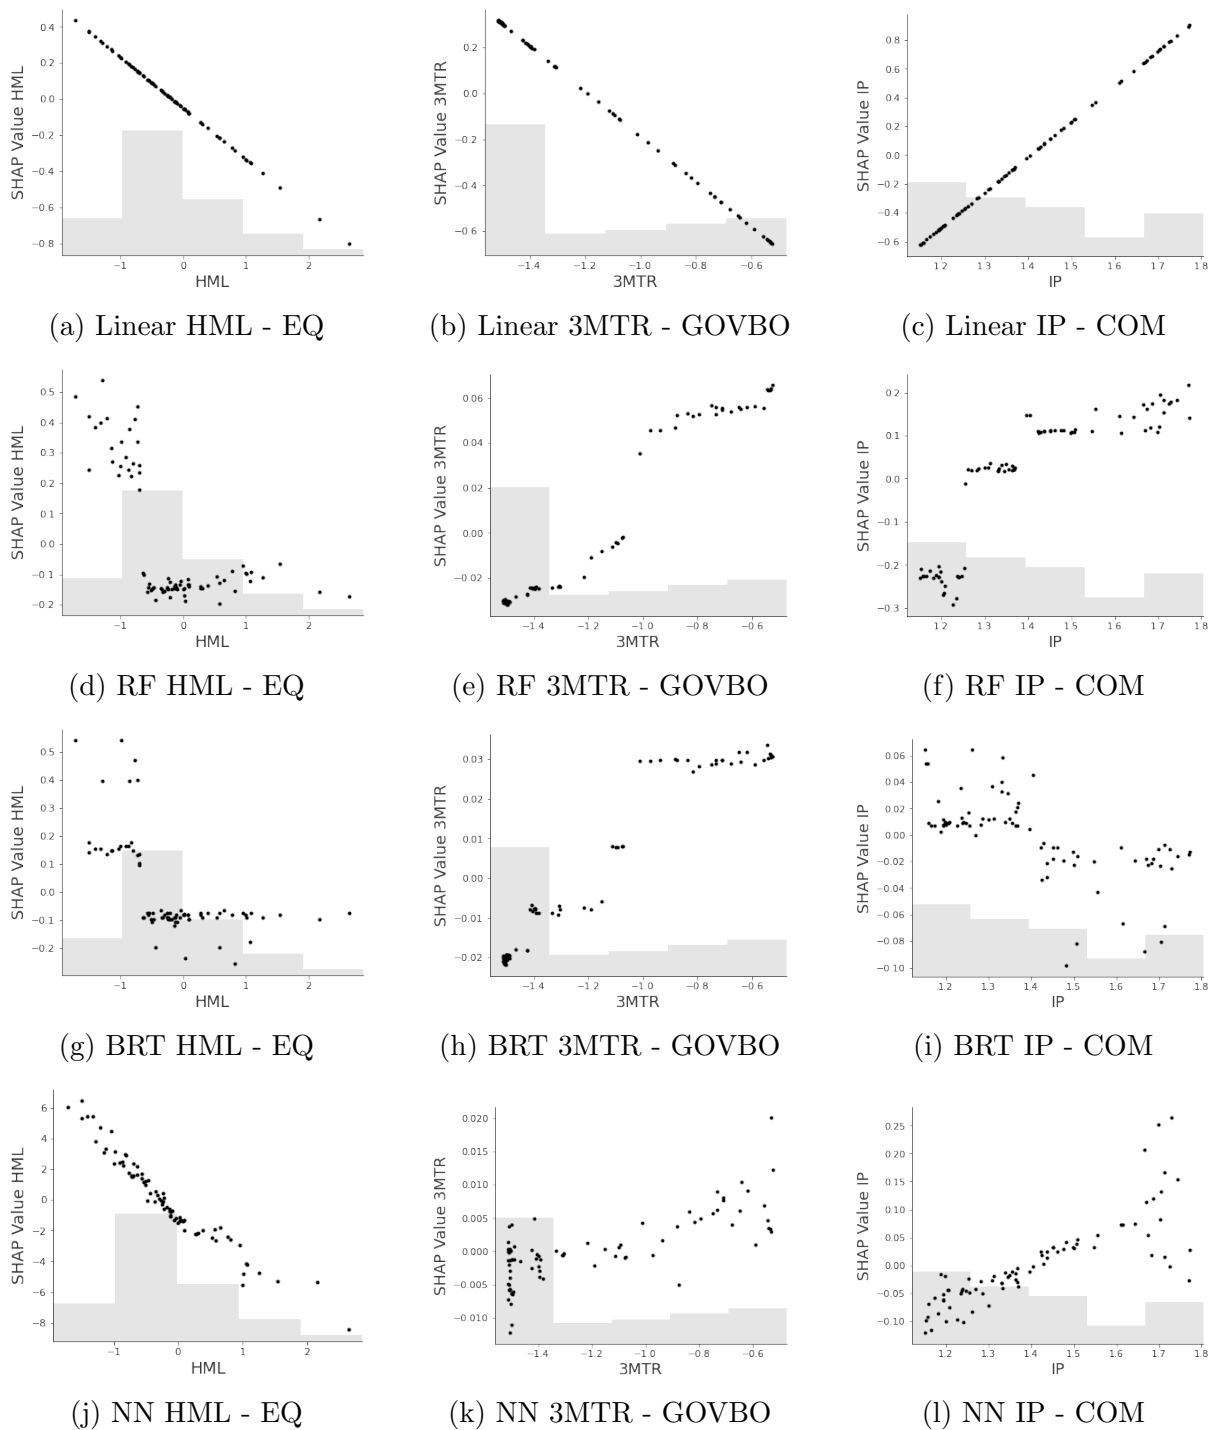 SHAP Value HML
0.4
0.2
0.0
−0.2
−0.4
−0.6
−0.8
−1 0 1 2
HML
(a) Linear HML - EQ
SHAP Value 3MTR
0.2
0.0
−0.2
−0.4
−0.6
−1.4 −1.2 −1.0 −0.8 −0.6
3MTR
(b) Linear 3MTR - GOVBO
SHAP Value IP
0.8
0.6
0.4
0.2
0.0
−0.2
−0.4
−0.6
1.2 1.3 1.4 1.5 1.6 1.7 1.8
IP
(c) Linear IP - COM
SHAP Value HML
0.5
0.4
0.3
0.2
0.1
0.0
−0.1
−0.2
−1 0 1 2
HML
(d) RF HML - EQ
SHAP Value 3MTR
0.06
0.04
0.02
0.00
−0.02
−1.4 −1.2 −1.0 −0.8 −0.6
3MTR
(e) RF 3MTR - GOVBO
SHAP Value IP
0.2
0.1
0.0
−0.1
−0.2
−0.3
1.2 1.3 1.4 1.5 1.6 1.7 1.8
IP
(f) RF IP - COM
SHAP Value HML
0.5
0.4
0.3
0.2
0.1
0.0
−0.1
−0.2
−1 0 1 2
HML
(g) BRT HML - EQ
SHAP Value 3MTR
0.03
0.02
0.01
0.00
−0.01
−0.02
−1.4 −1.2 −1.0 −0.8 −0.6
3MTR
(h) BRT 3MTR - GOVBO
SHAP Value IP
0.06
0.04
0.02
0.00
−0.02
−0.04
−0.06
−0.08
−0.10
1.2 1.3 1.4 1.5 1.6 1.7 1.8
IP
(i) BRT IP - COM
SHAP Value HML
6
4
2
0
−2
−4
−6
−8
−1 0 1 2
HML
(j) NN HML - EQ
SHAP Value 3MTR
0.020
0.015
0.010
0.005
0.000
−0.005
−0.010
−1.4 −1.2 −1.0 −0.8 −0.6
3MTR
(k) NN 3MTR - GOVBO
SHAP Value IP
0.25
0.20
0.15
0.10
0.05
0.00
−0.05
−0.10
1.2 1.3 1.4 1.5 1.6 1.7 1.8
IP
(l) NN IP - COM